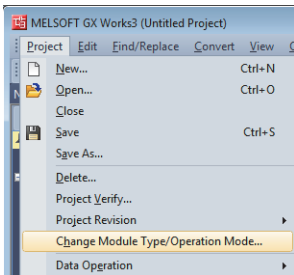 MELSOFT GX Works3 (Untitled Project)
Project Edit Find/Replace Convert View
New... Ctrl+N
Open... Ctrl+O
Close
Save Ctrl+S
Save As...
Delete...
Project Verify...
Project Revision
Change Module Type/Operation Mode...
Data Operation